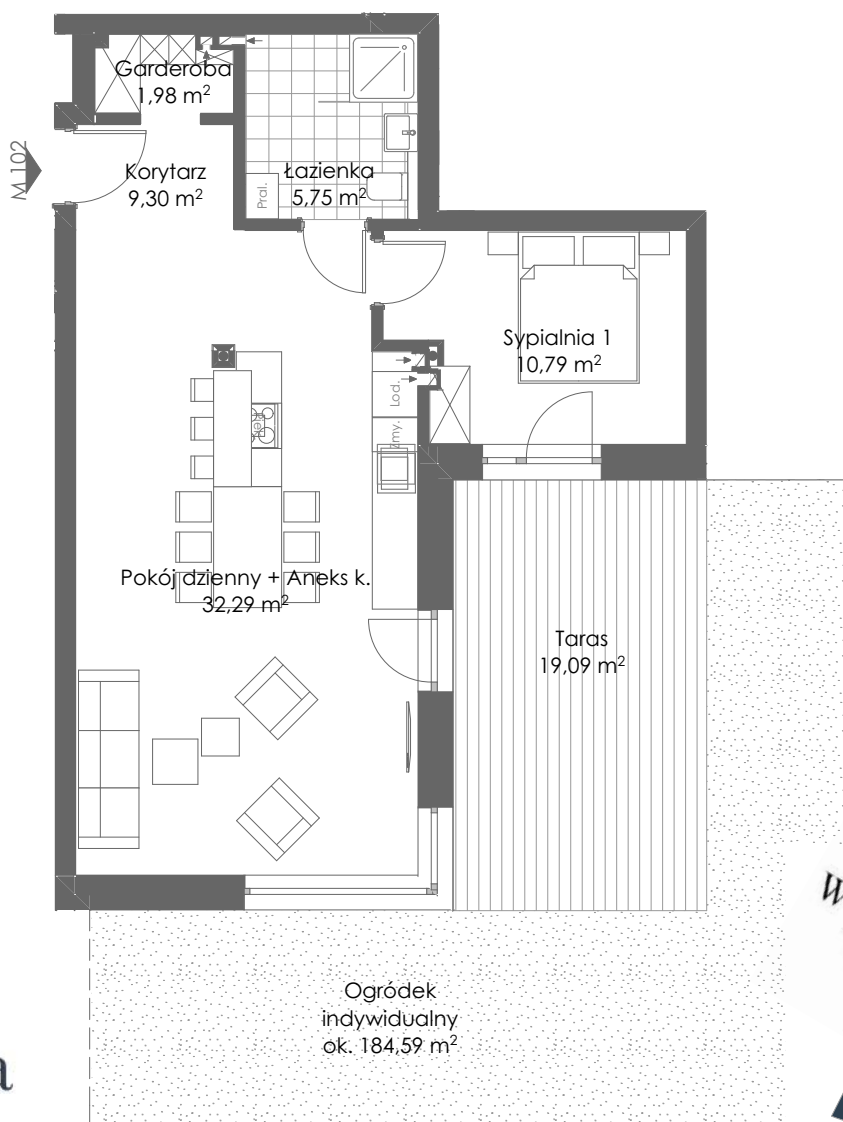 Garderoba
1,98 m²
M 102
Korytarz
9,30 m²
Łazienka
5,75 m²
Pral.
Sypialnia 1
10,79 m²
Lod.
zmy.
Pokój dzienny + Aneks k.
32,29 m²
Taras
19,09 m²
Ogródek
indywidualny
ok. 184,59 m²
a